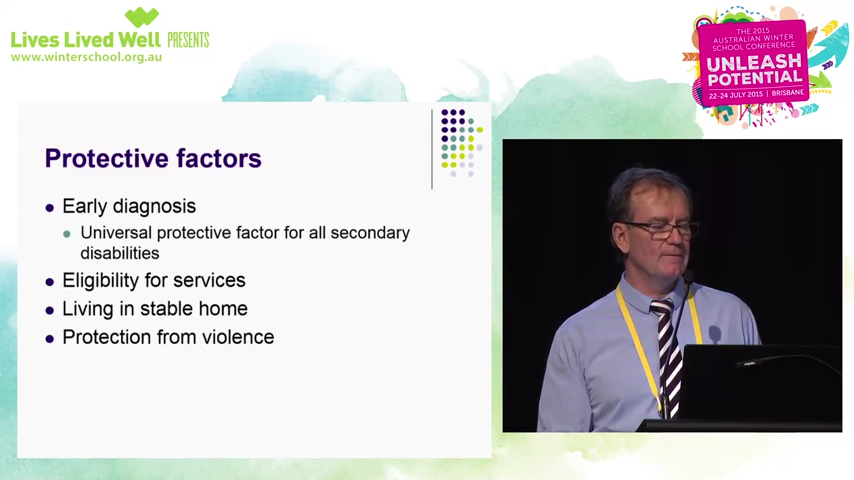 Lives Lived Well PRESENTS
www.winterschool.org.au
THE 2015
AUSTRALIAN WINTER
SCHOOL CONFERENCE
UNLEASH
POTENTIAL
22-24 JULY 2015 | BRISBANE
Protective factors
Early diagnosis
Universal protective factor for all secondary
disabilities
Eligibility for services
Living in stable home
Protection from violence